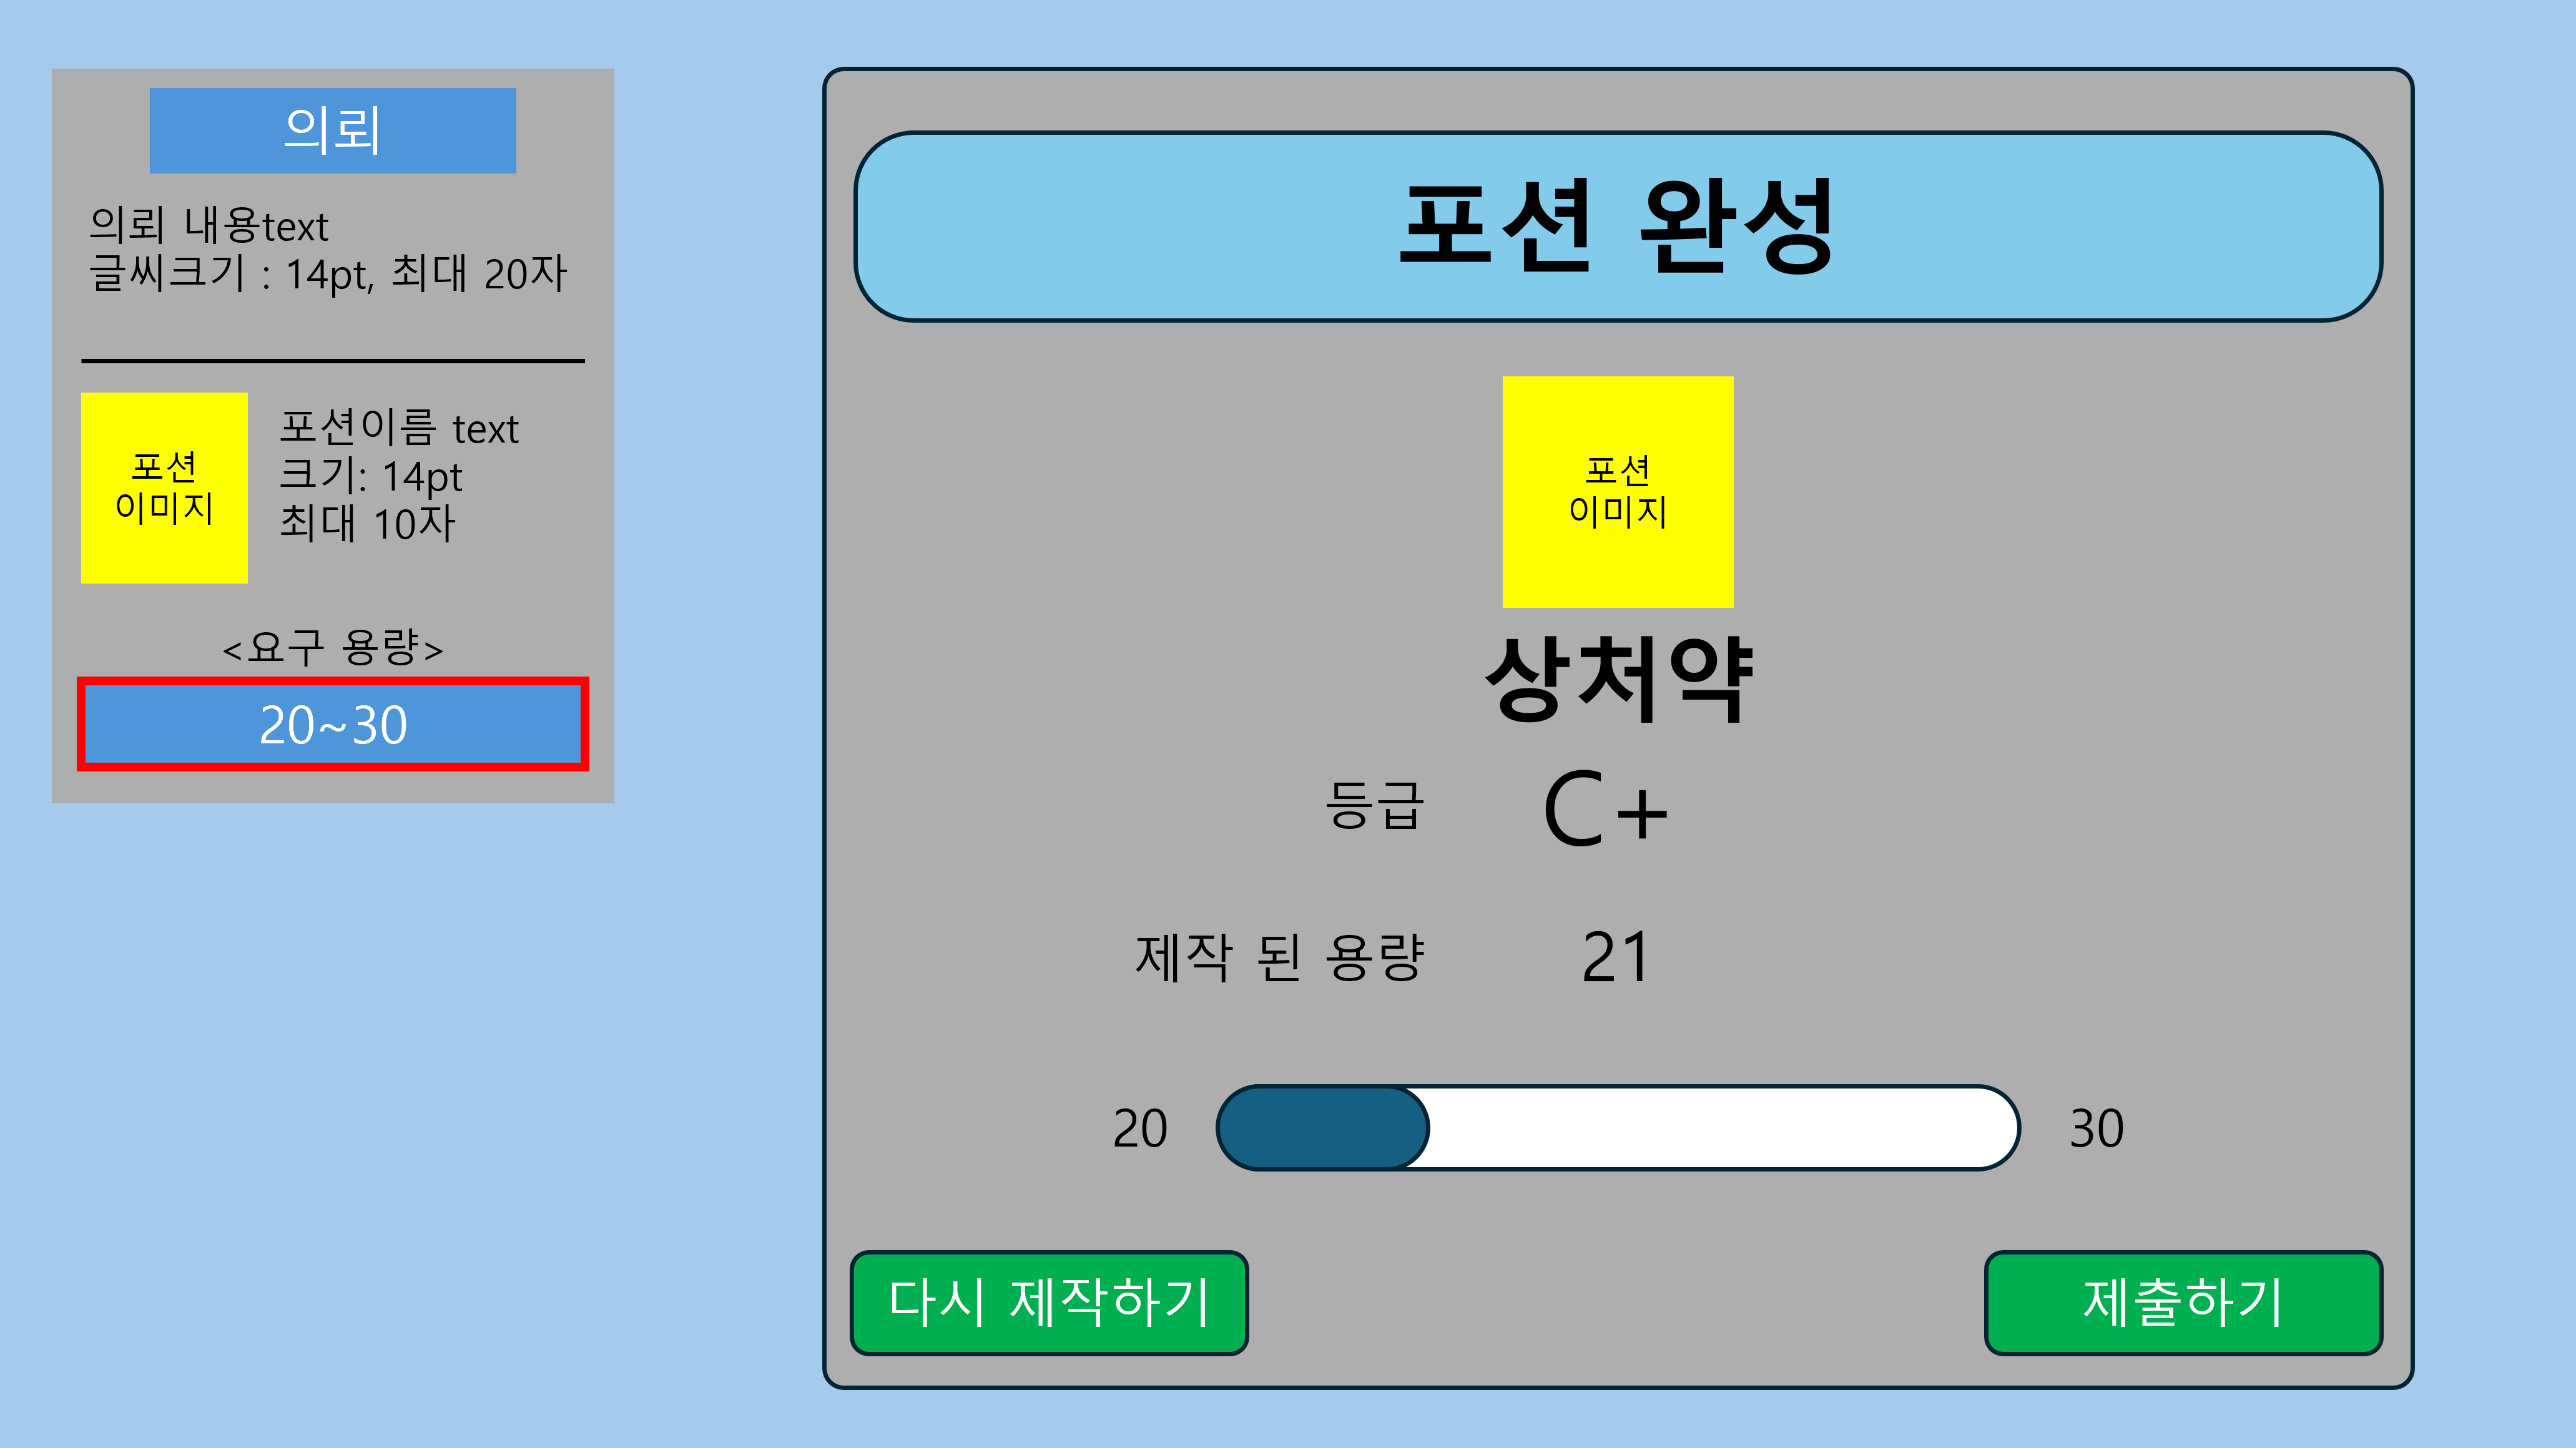 의뢰
의뢰 내용text
글씨크기 : 14pt, 최대 20자
포션
이미지
포션이름 text
크기: 14pt
최대 10자
<요구 용량>
20~30
포션 완성
포션
이미지
상처약
등급 C+
제작 된 용량 21
20 30
다시 제작하기 제출하기